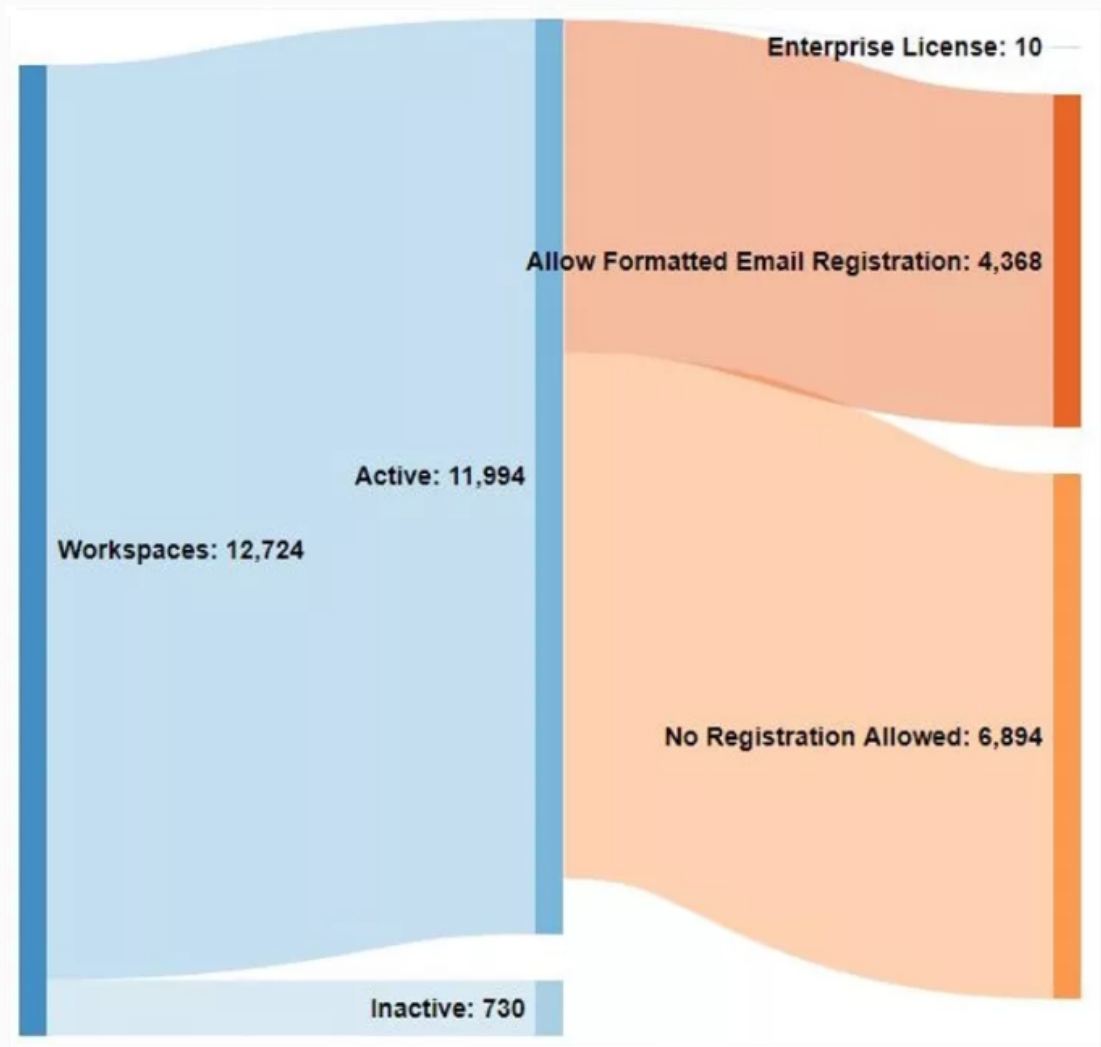 Enterprise License: 10
Allow Formatted Email Registration: 4,368
Active: 11,994
Workspaces: 12,724
No Registration Allowed: 6,894
Inactive: 730